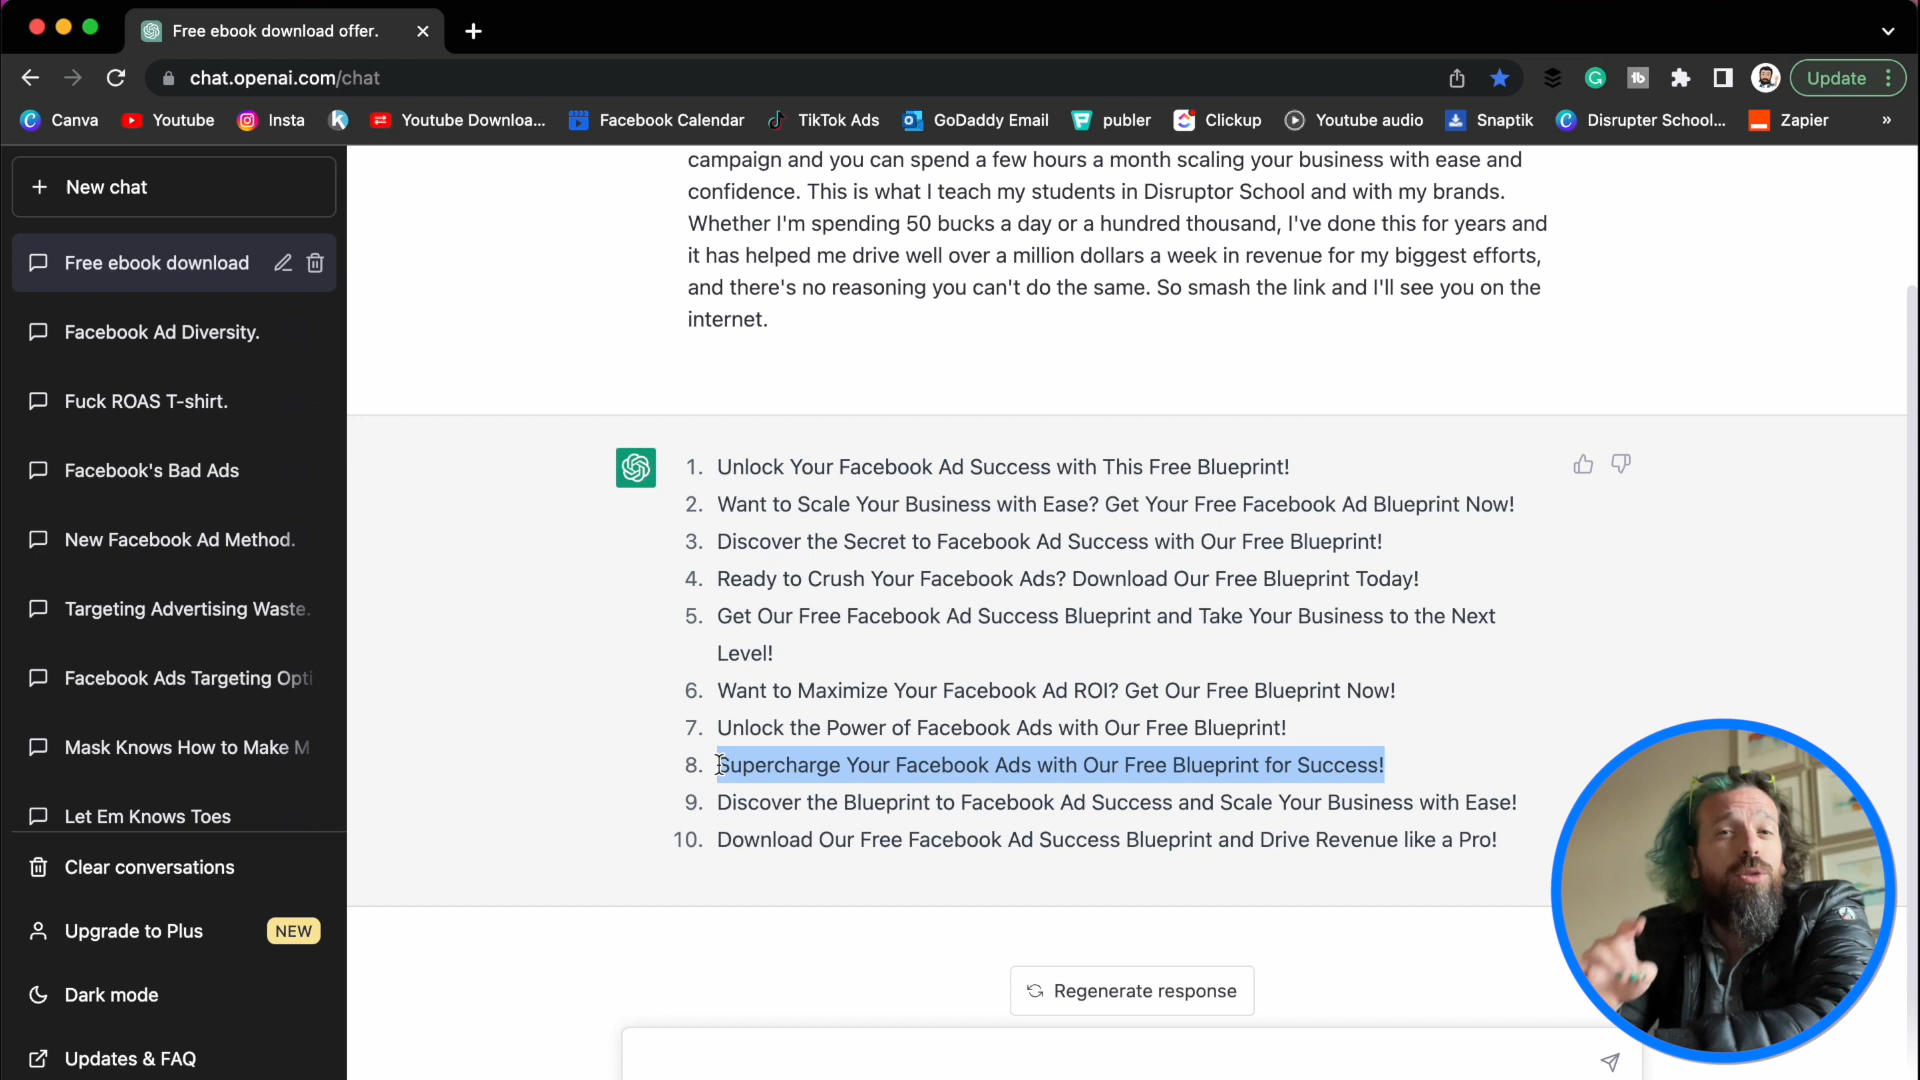 Free ebook download offer.
chat.openai.com/chat
Update
Canva
Youtube
Insta
Youtube Downloa...
Facebook Calendar
TikTok Ads
GoDaddy Email
publer
Clickup
Youtube audio
Snaptik
Disrupter School...
Zapier
»
New chat
Free ebook download
Facebook Ad Diversity.
Fuck ROAS T-shirt.
Facebook's Bad Ads
New Facebook Ad Method.
Targeting Advertising Waste.
Facebook Ads Targeting Opti
Mask Knows How to Make M
Let Em Knows Toes
Clear conversations
Upgrade to Plus
NEW
Dark mode
Updates & FAQ
campaign and you can spend a few hours a month scaling your business with ease and
confidence. This is what I teach my students in Disruptor School and with my brands.
Whether I'm spending 50 bucks a day or a hundred thousand, I've done this for years and
it has helped me drive well over a million dollars a week in revenue for my biggest efforts,
and there's no reasoning you can't do the same. So smash the link and I'll see you on the
internet.
1. Unlock Your Facebook Ad Success with This Free Blueprint!
2. Want to Scale Your Business with Ease? Get Your Free Facebook Ad Blueprint Now!
3. Discover the Secret to Facebook Ad Success with Our Free Blueprint!
4. Ready to Crush Your Facebook Ads? Download Our Free Blueprint Today!
5. Get Our Free Facebook Ad Success Blueprint and Take Your Business to the Next
Level!
6. Want to Maximize Your Facebook Ad ROI? Get Our Free Blueprint Now!
7. Unlock the Power of Facebook Ads with Our Free Blueprint!
8. Supercharge Your Facebook Ads with Our Free Blueprint for Success!
9. Discover the Blueprint to Facebook Ad Success and Scale Your Business with Ease!
10. Download Our Free Facebook Ad Success Blueprint and Drive Revenue like a Pro!
Regenerate response